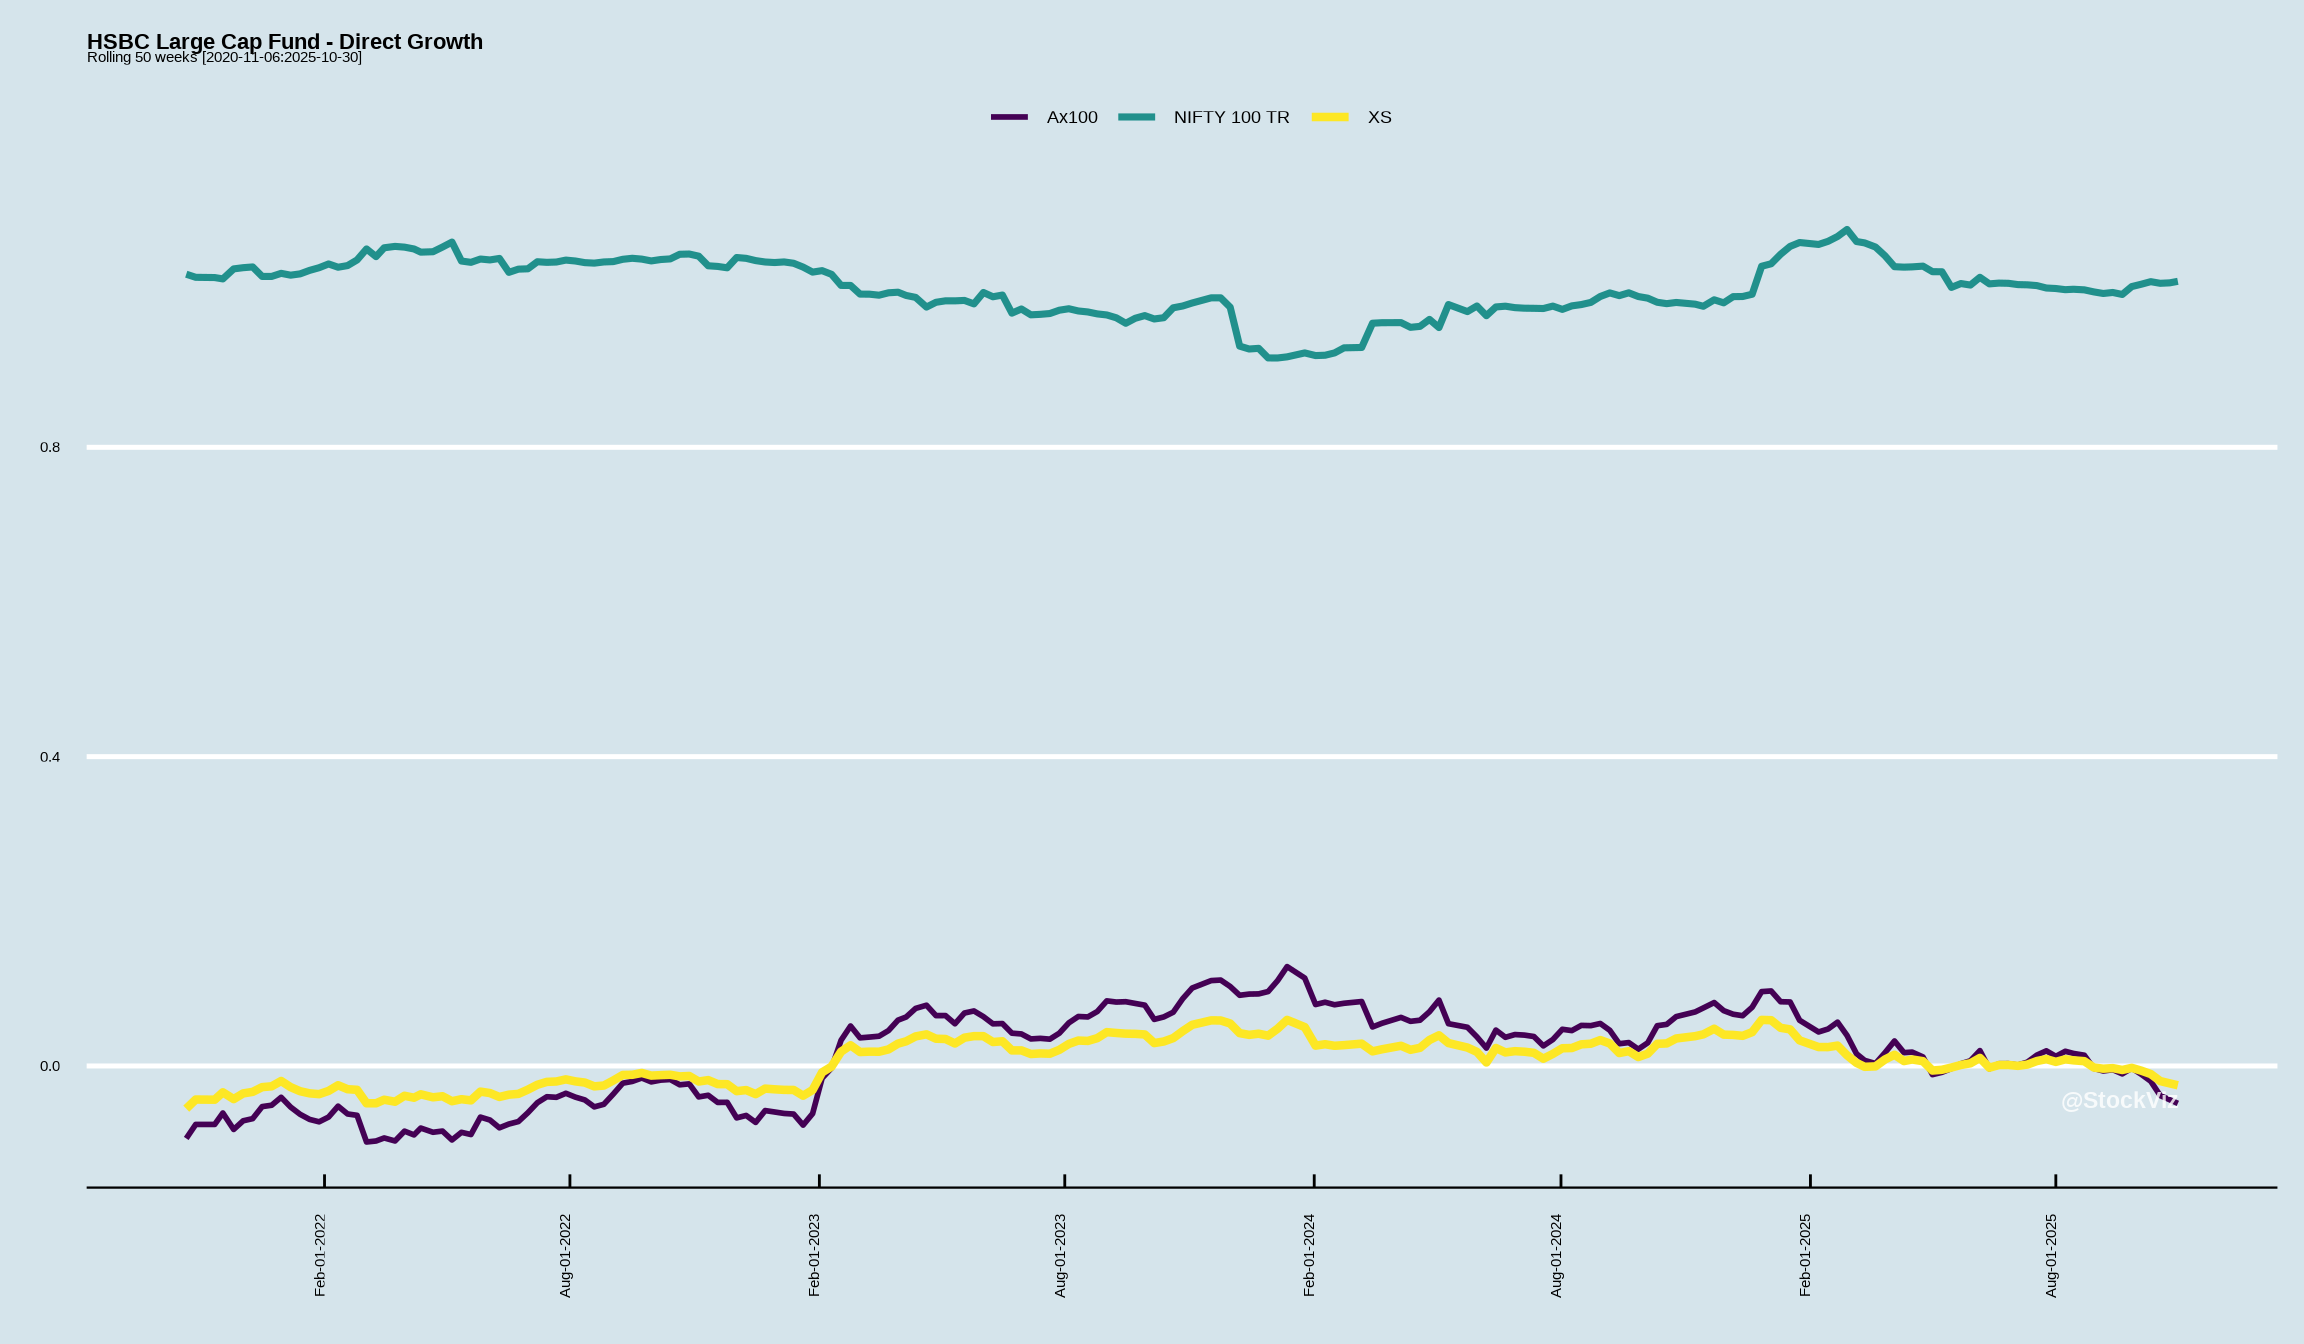 HSBC Large Cap Fund - Direct Growth
Rolling 50 weeks [2020-11-06:2025-10-30]
Ax100 NIFTY 100 TR XS
0.8
0.4
0.0
@StockViz
Feb-01-2022 Aug-01-2022 Feb-01-2023 Aug-01-2023 Feb-01-2024 Aug-01-2024 Feb-01-2025 Aug-01-2025